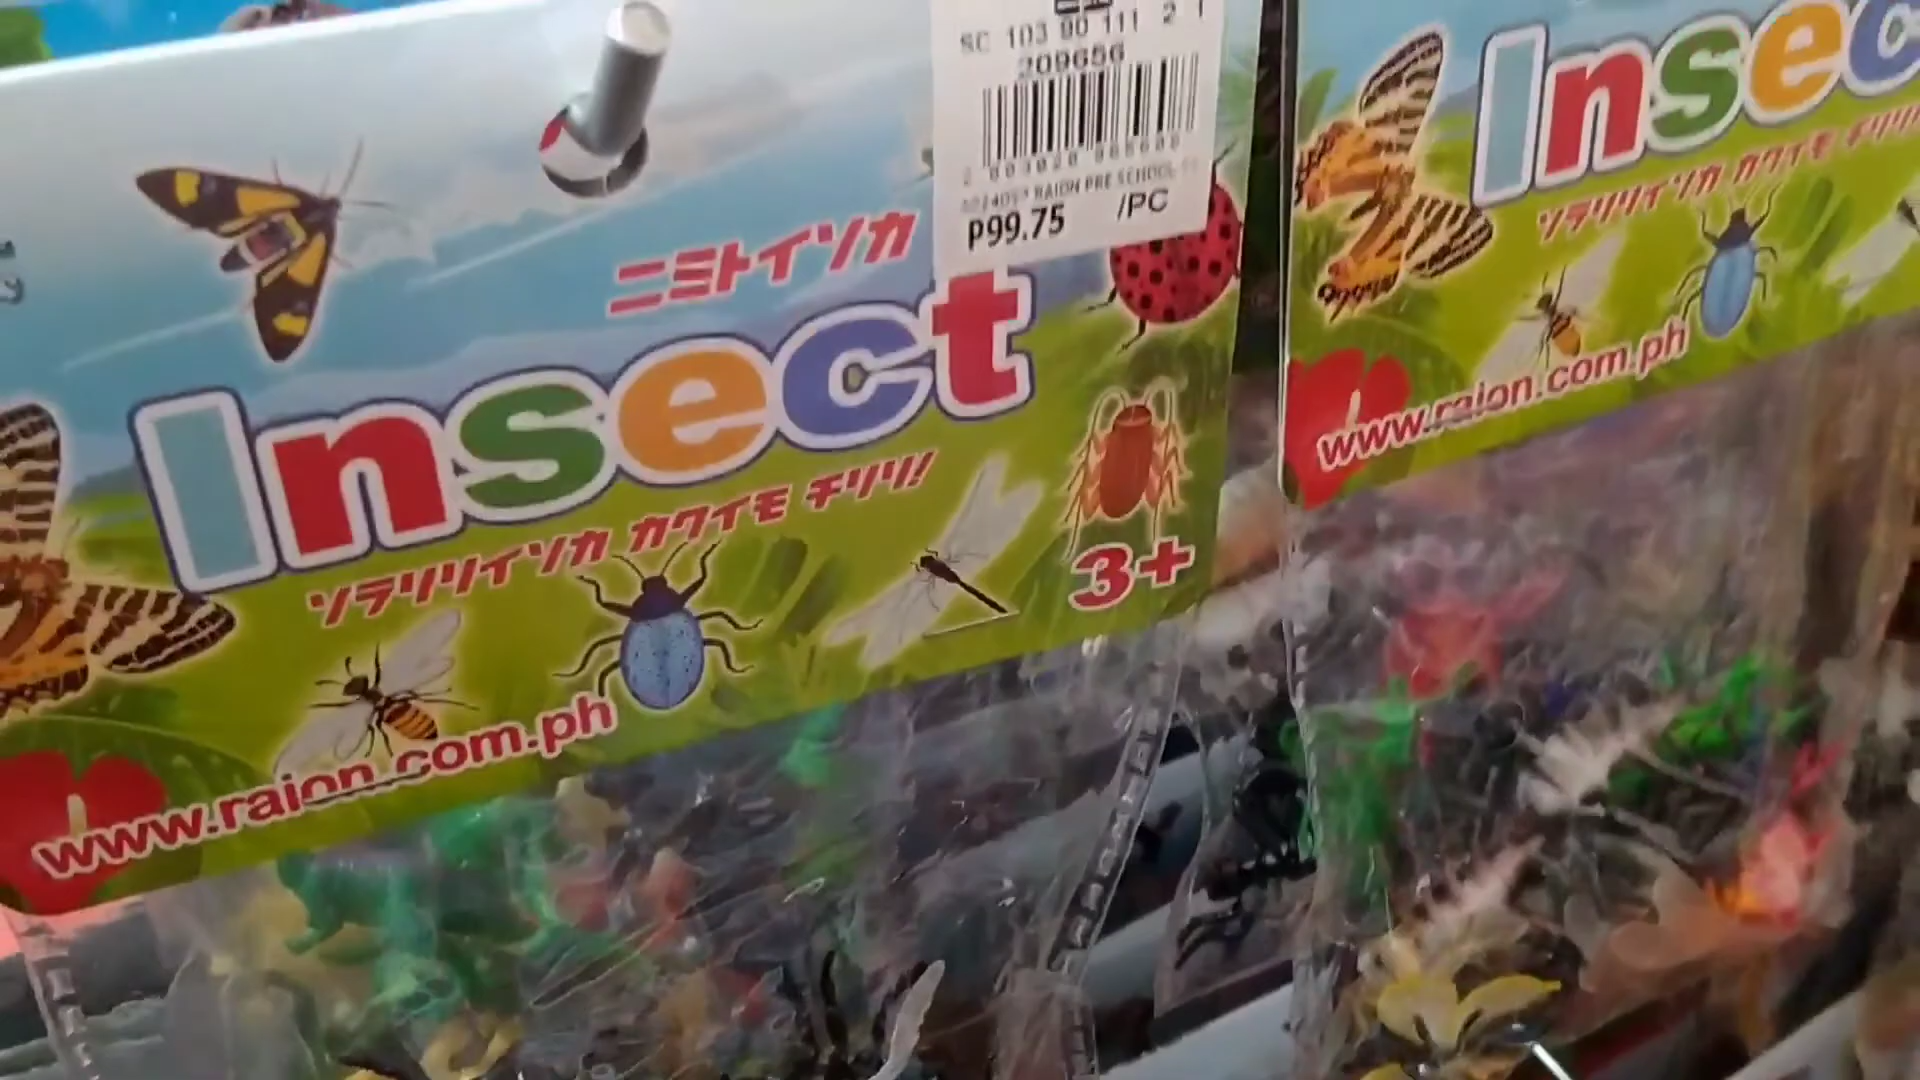 SC 103 90 111 2 1
209656
RAION PRE SCHOOL
P99.75 /PC
ニミトイソカ
Insect
ソラリリイソカ カクイモ チリリ!
3+
www.raion.com.ph
Insec
ソラリリイソカ カクイモ チリリ
www.raion.com.ph